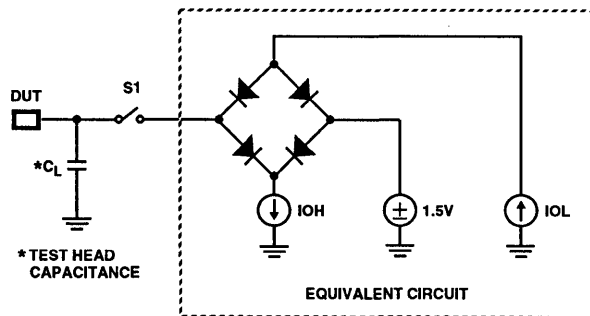 S1
DUT
*CL
IOH
±
1.5V
IOL
*TEST HEAD
CAPACITANCE
EQUIVALENT CIRCUIT